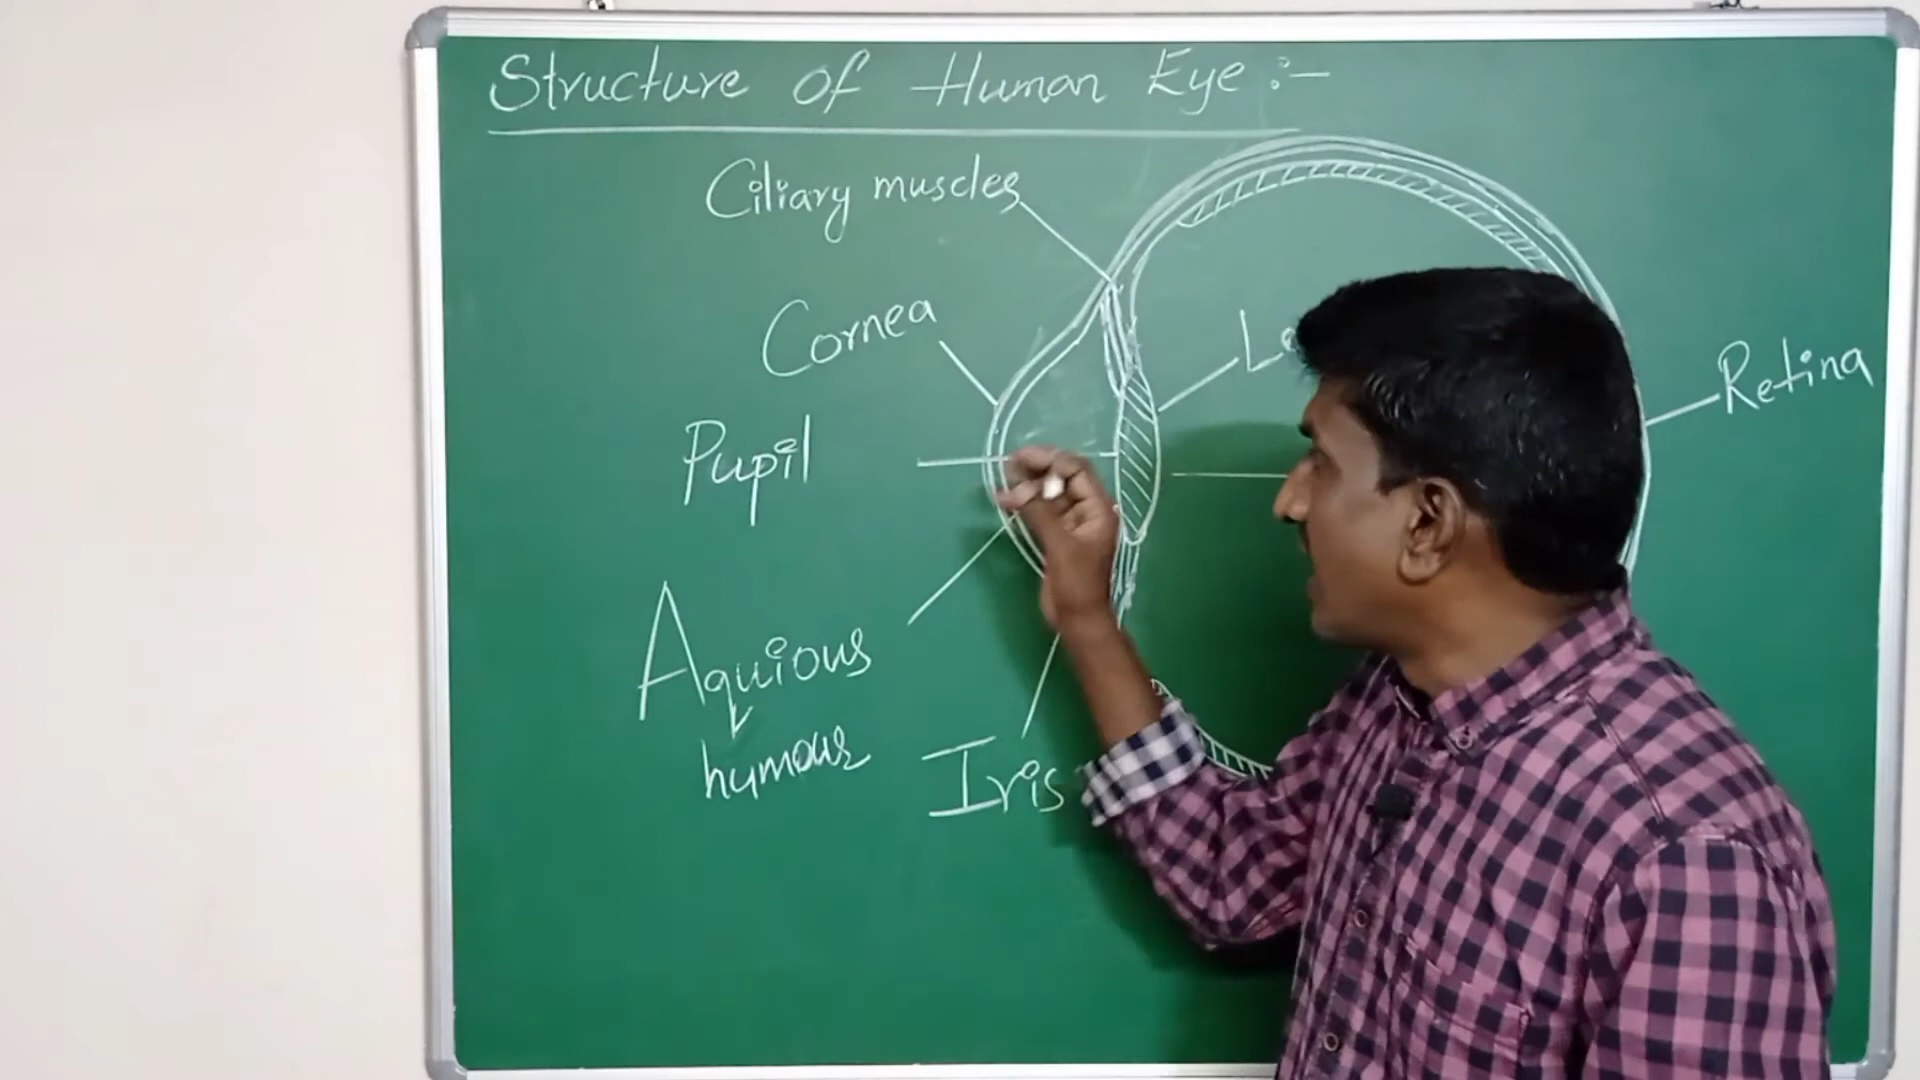 Structure of Human Eye :-
Ciliary muscles
Cornea
Pupil
Retina
Aquious
humour
Iris